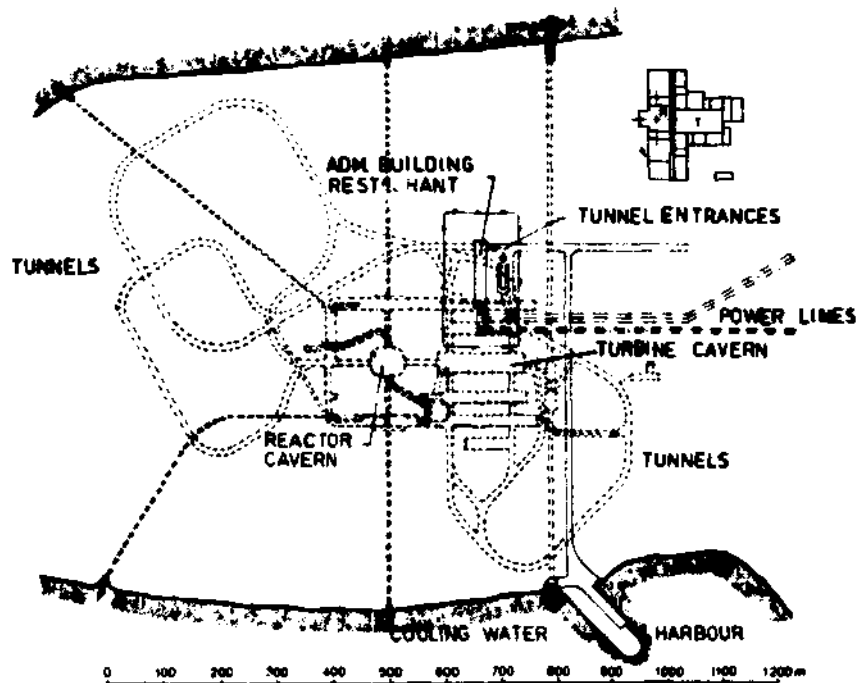 ADM BUILDING
T
TUNNEL ENTRANCES
TUNNELS
POWER LINES
TURBINE CAVERN
REACTOR
CAVERN
TUNNELS
COOLING WATER
HARBOUR
0 100 200 300 400 500 600 700 800 900 1000 1100 1200 m